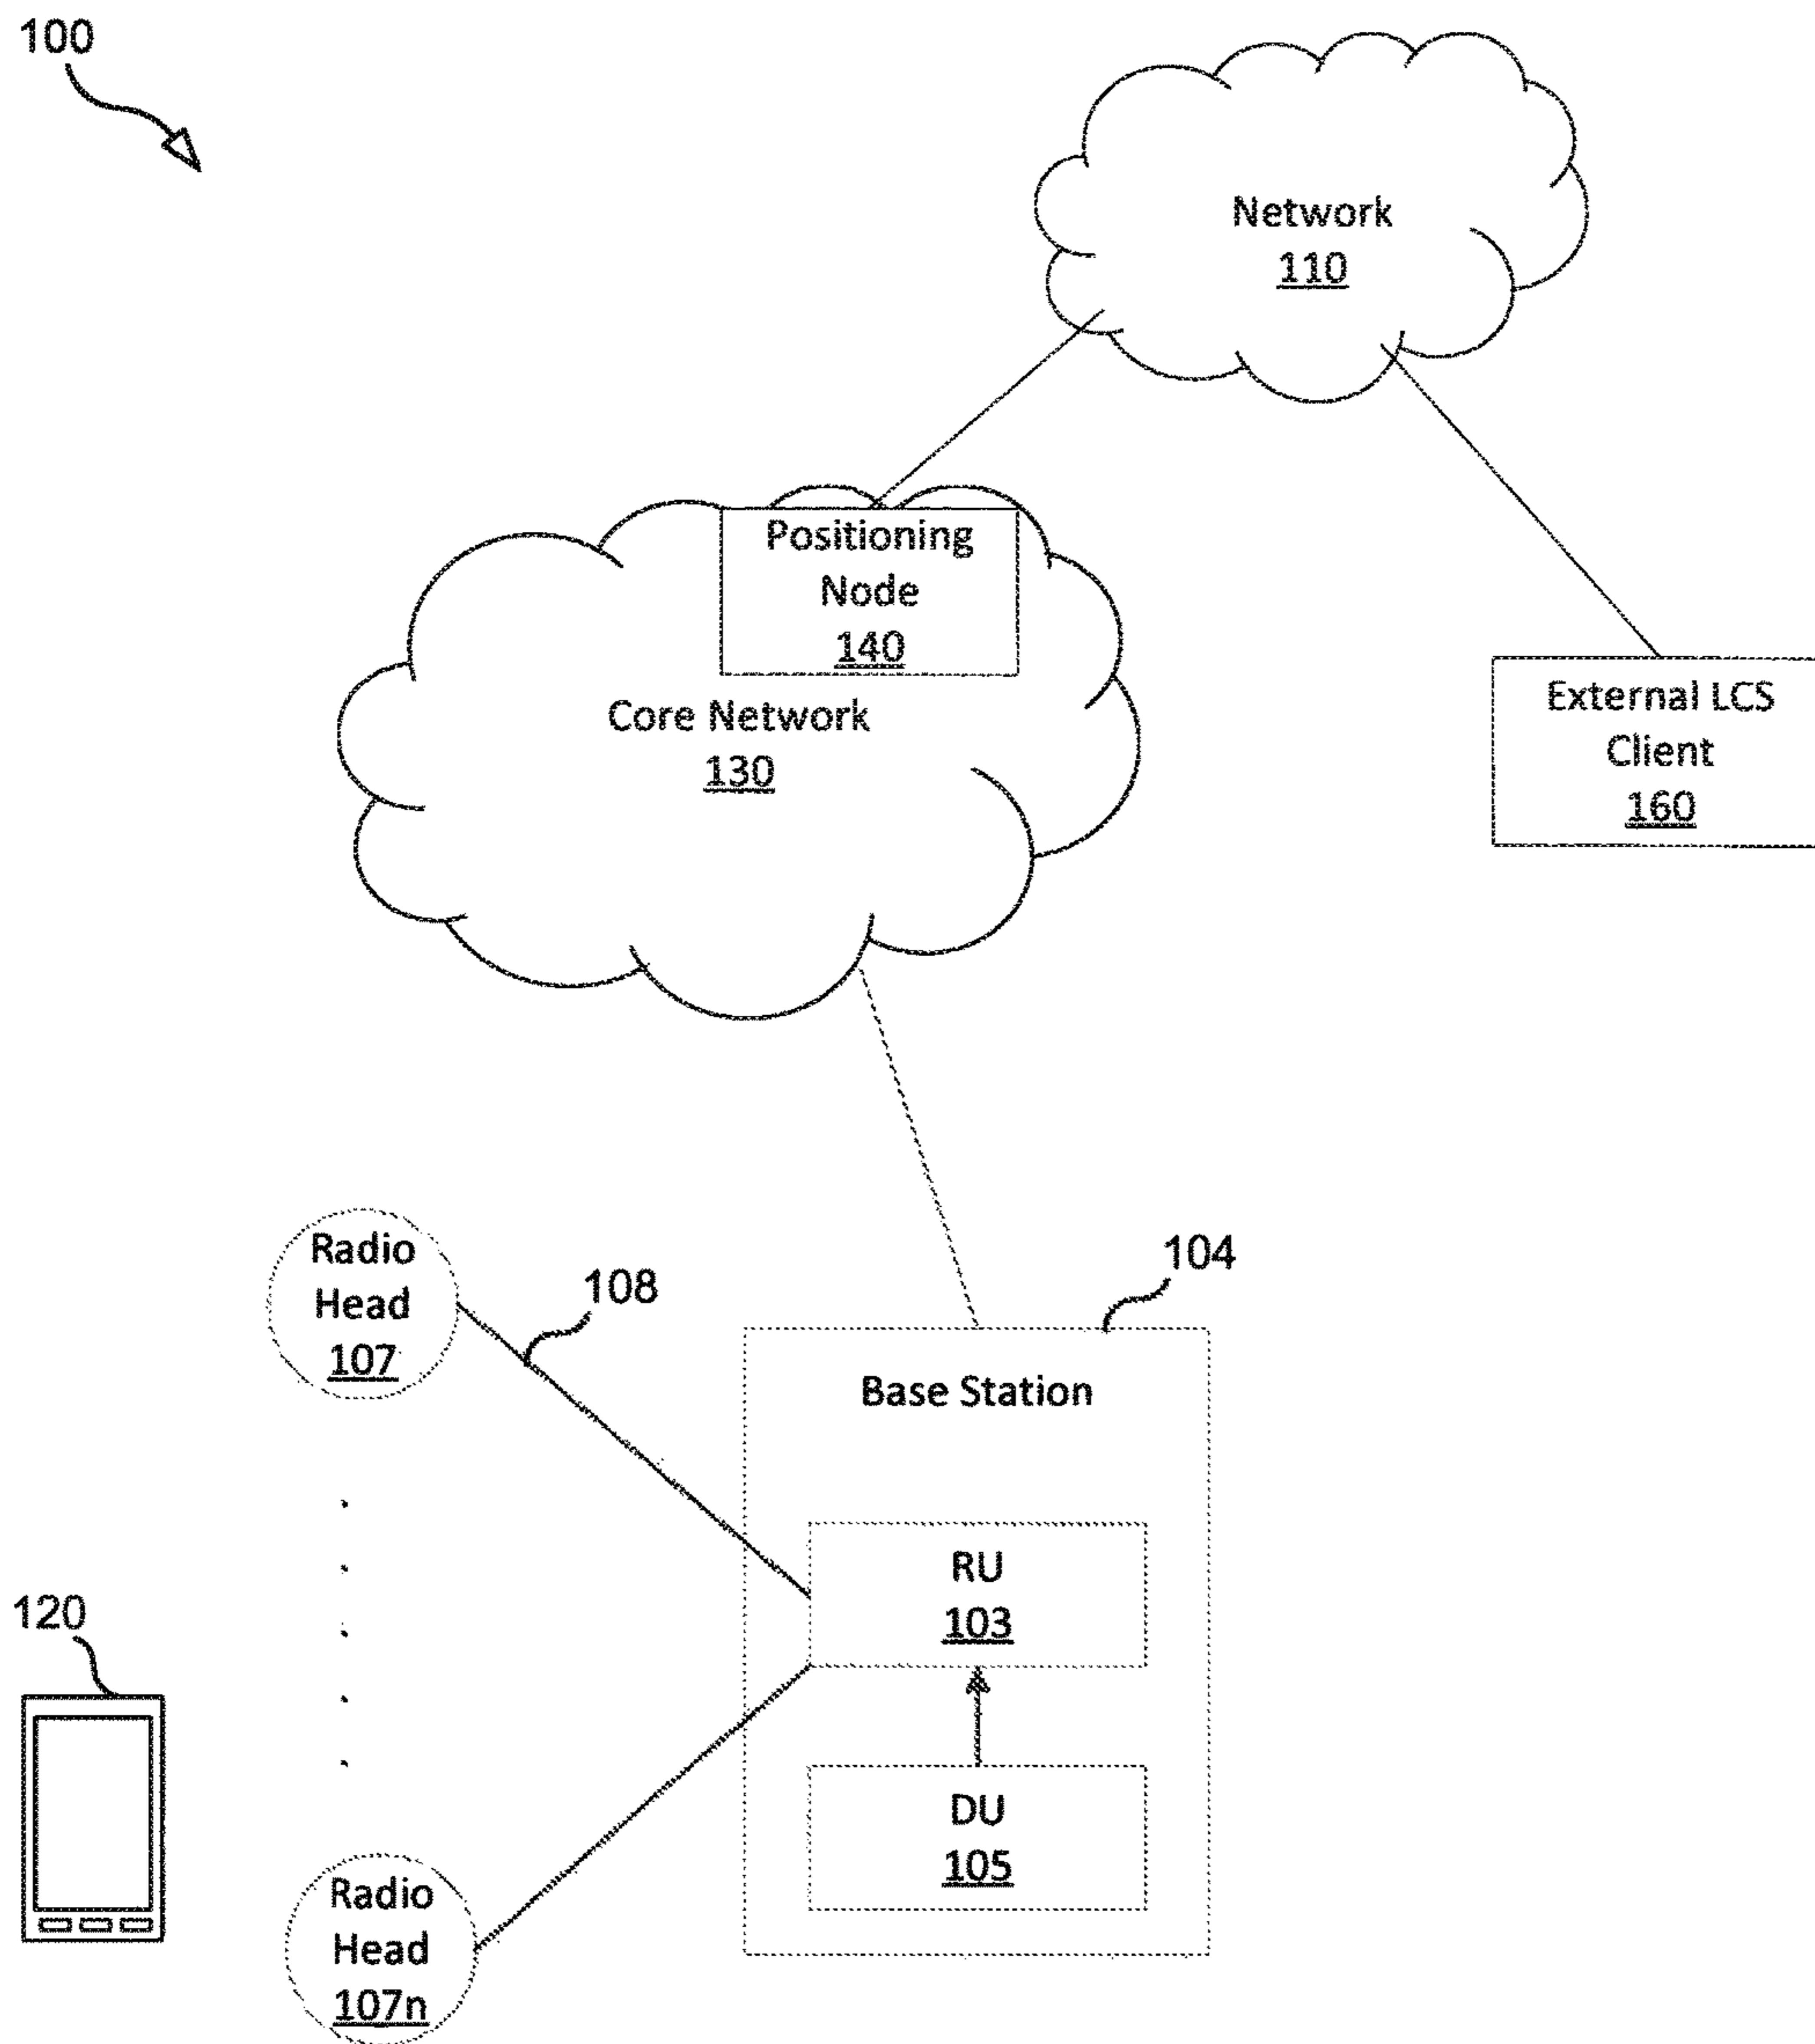 100
Network
110
Positioning
Node
140
Core Network
130
External LCS
Client
160
Radio
Head
107
108
104
Base Station
RU
103
120
DU
105
Radio
Head
107n